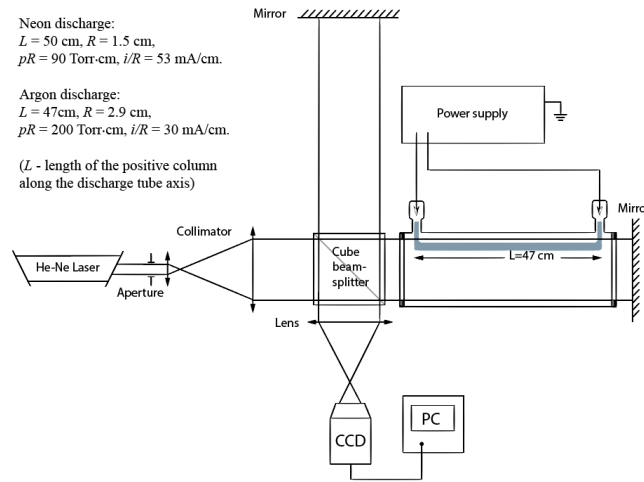 Neon discharge:
L = 50 cm, R = 1.5 cm,
pR = 90 Torr·cm, i/R = 53 mA/cm.
Argon discharge:
L = 47cm, R = 2.9 cm,
pR = 200 Torr·cm, i/R = 30 mA/cm.
(L - length of the positive column
along the discharge tube axis)
Mirror
Power supply
Mirro
Collimator
Cube
beam-
splitter
L=47 cm
He-Ne Laser
Aperture
Lens
PC
CCD